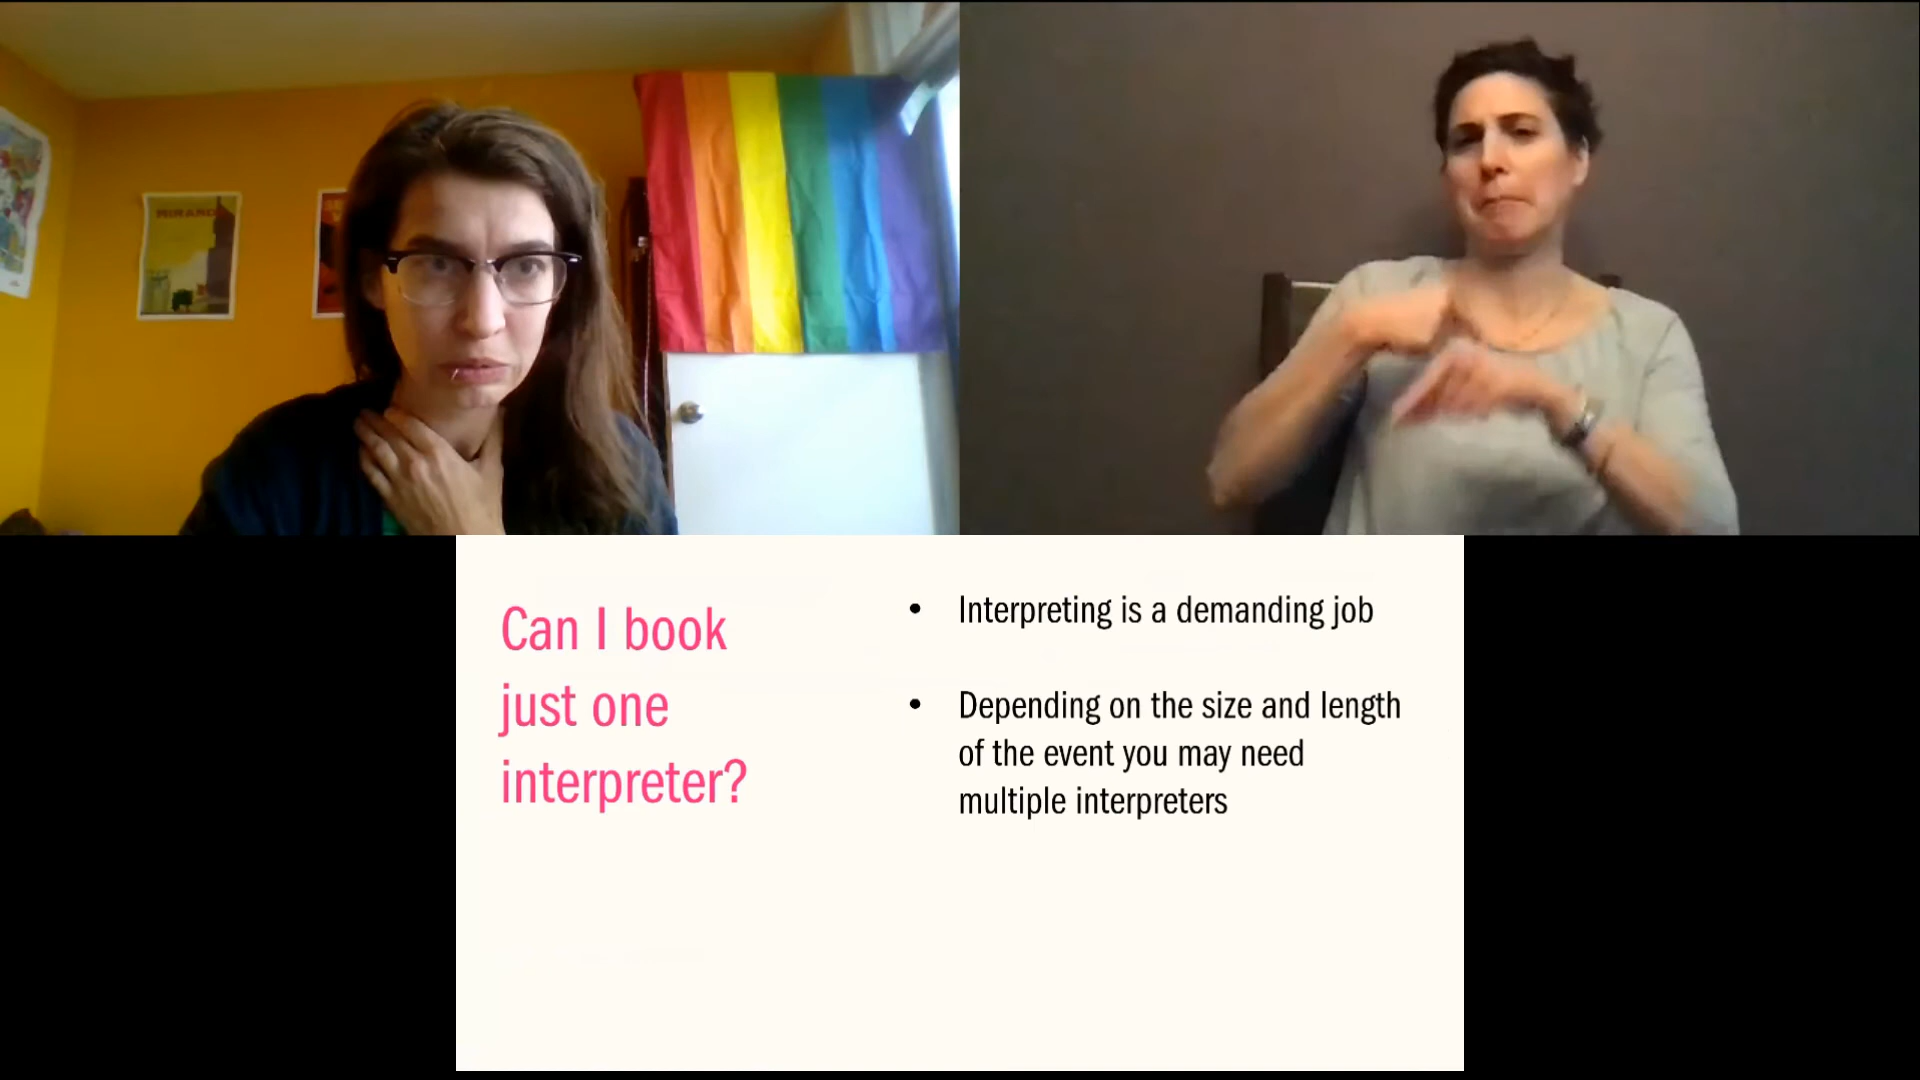 Can I book
just one
interpreter?
• Interpreting is a demanding job
• Depending on the size and length
of the event you may need
multiple interpreters